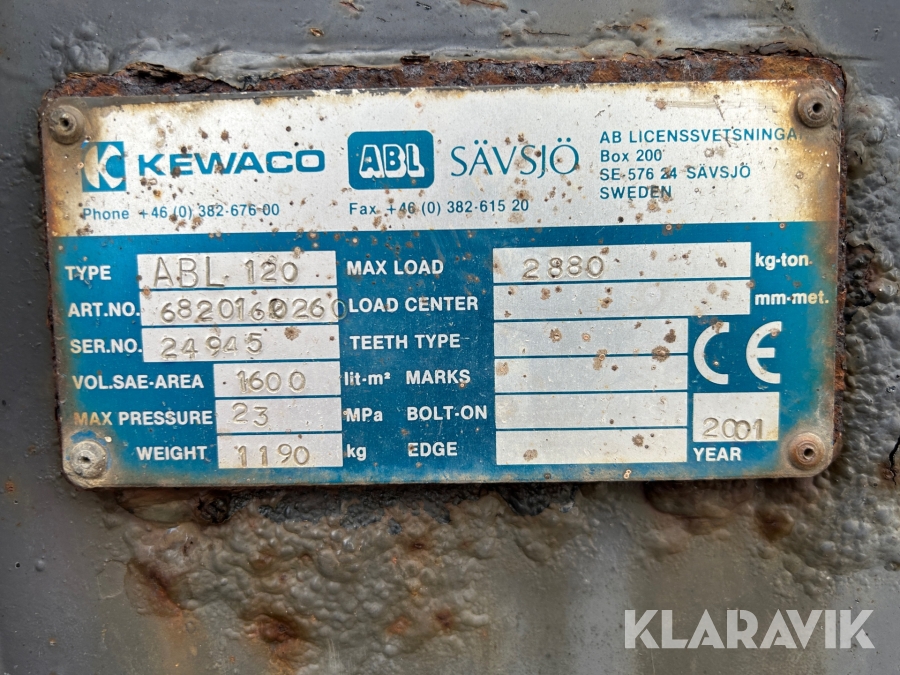 KEWACO ABL SÄVSJÖ
AB LICENSSVETSNINGAR
Box 200
SE-576 24 SÄVSJÖ
SWEDEN
Phone +46 (0) 382-676 00 Fax +46 (0) 382-615 20
TYPE ABL 120 MAX LOAD 2880 kg-ton
ART.NO. LOAD CENTER mm-met.
SER.NO. 24945 TEETH TYPE CE
VOL.SAE-AREA 1600 lit-m² MARKS
MAX PRESSURE 23 MPa BOLT-ON 2001
WEIGHT 1190 kg EDGE YEAR
KLARAVIK